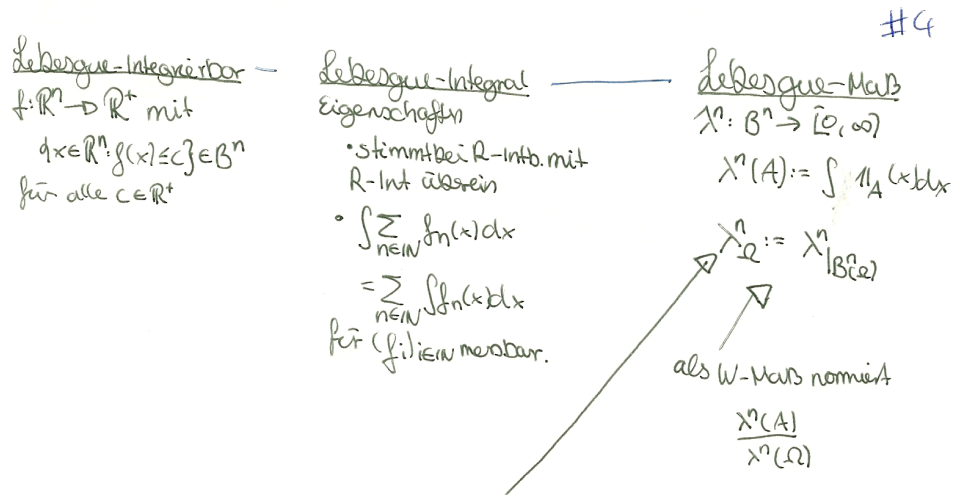 #4
Lebesgue-Integrierbar
f: ℝⁿ → ℝ⁺ mit
{x∈ℝⁿ: f(x) ≤ c} ∈ Bⁿ
für alle c∈ℝ⁺
Lebesgue-Integral
Eigenschaften
• stimmt bei R-Intb. mit
R-Int überein
• ∫ ∑_{n∈ℕ} fₙ(x) dx
= ∑_{n∈ℕ} ∫ fₙ(x) dx
für (fᵢ)_{i∈ℕ} messbar.
Lebesgue-Maß
λⁿ: Bⁿ → [0, ∞]
λⁿ(A) := ∫ 𝟙_A (x) dx
λⁿ_Ω := λⁿ|_{Bⁿ(Ω)}
als W-Maß normiert
λⁿ(A)
λⁿ(Ω)